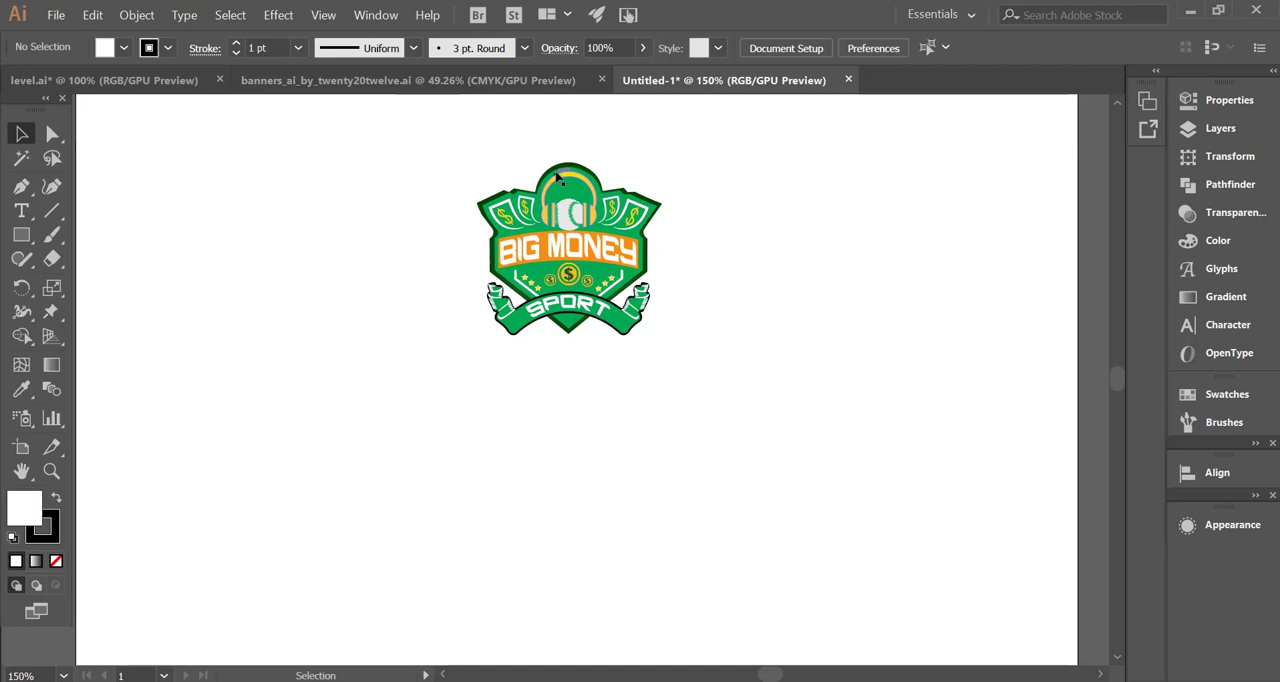 Ai File Edit Object Type Select Effect View Window Help Br St Essentials Search Adobe Stock
No Selection Stroke: 1 pt Uniform 3 pt. Round Opacity: 100% Style: Document Setup Preferences
level.ai* @ 100% (RGB/GPU Preview) × banners_ai_by_twenty20twelve.ai @ 49.26% (CMYK/GPU Preview) × Untitled-1* @ 150% (RGB/GPU Preview) ×
Properties
Layers
Transform
Pathfinder
Transparen...
Color
Glyphs
Gradient
Character
OpenType
Swatches
Brushes
Align
Appearance
$ $ $ $
BIG MONEY
$ $ $
SPORT
150% 1 Selection